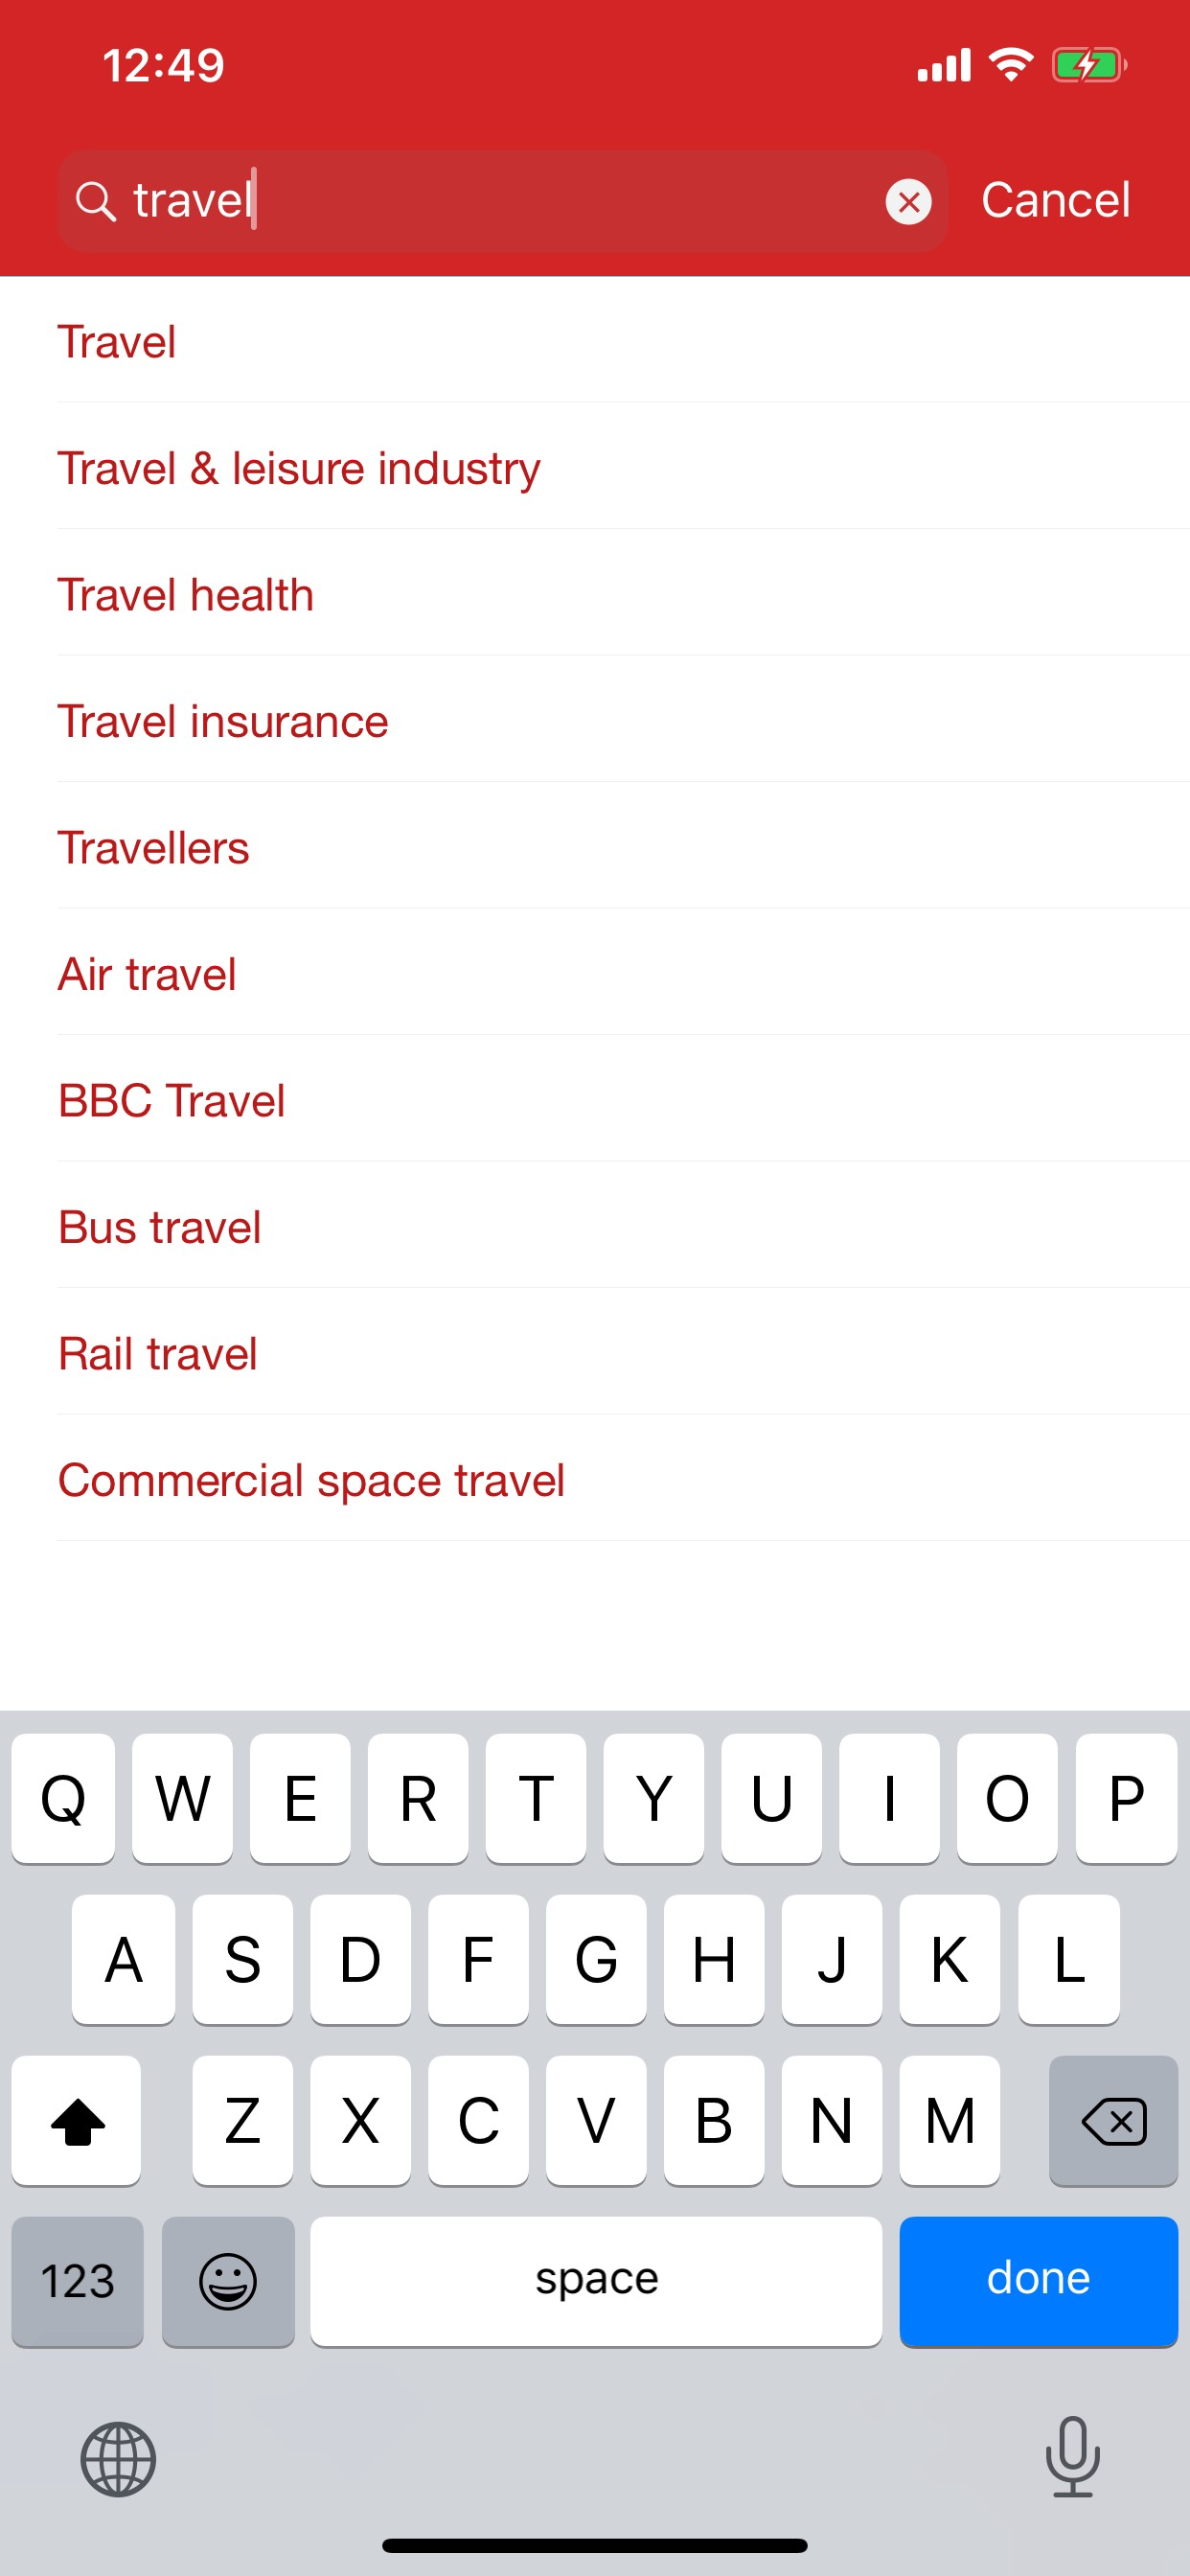 12:49
travel
Cancel
Travel
Travel & leisure industry
Travel health
Travel insurance
Travellers
Air travel
BBC Travel
Bus travel
Rail travel
Commercial space travel
Q W E R T Y U I O P
A S D F G H J K L
Z X C V B N M
123 space done